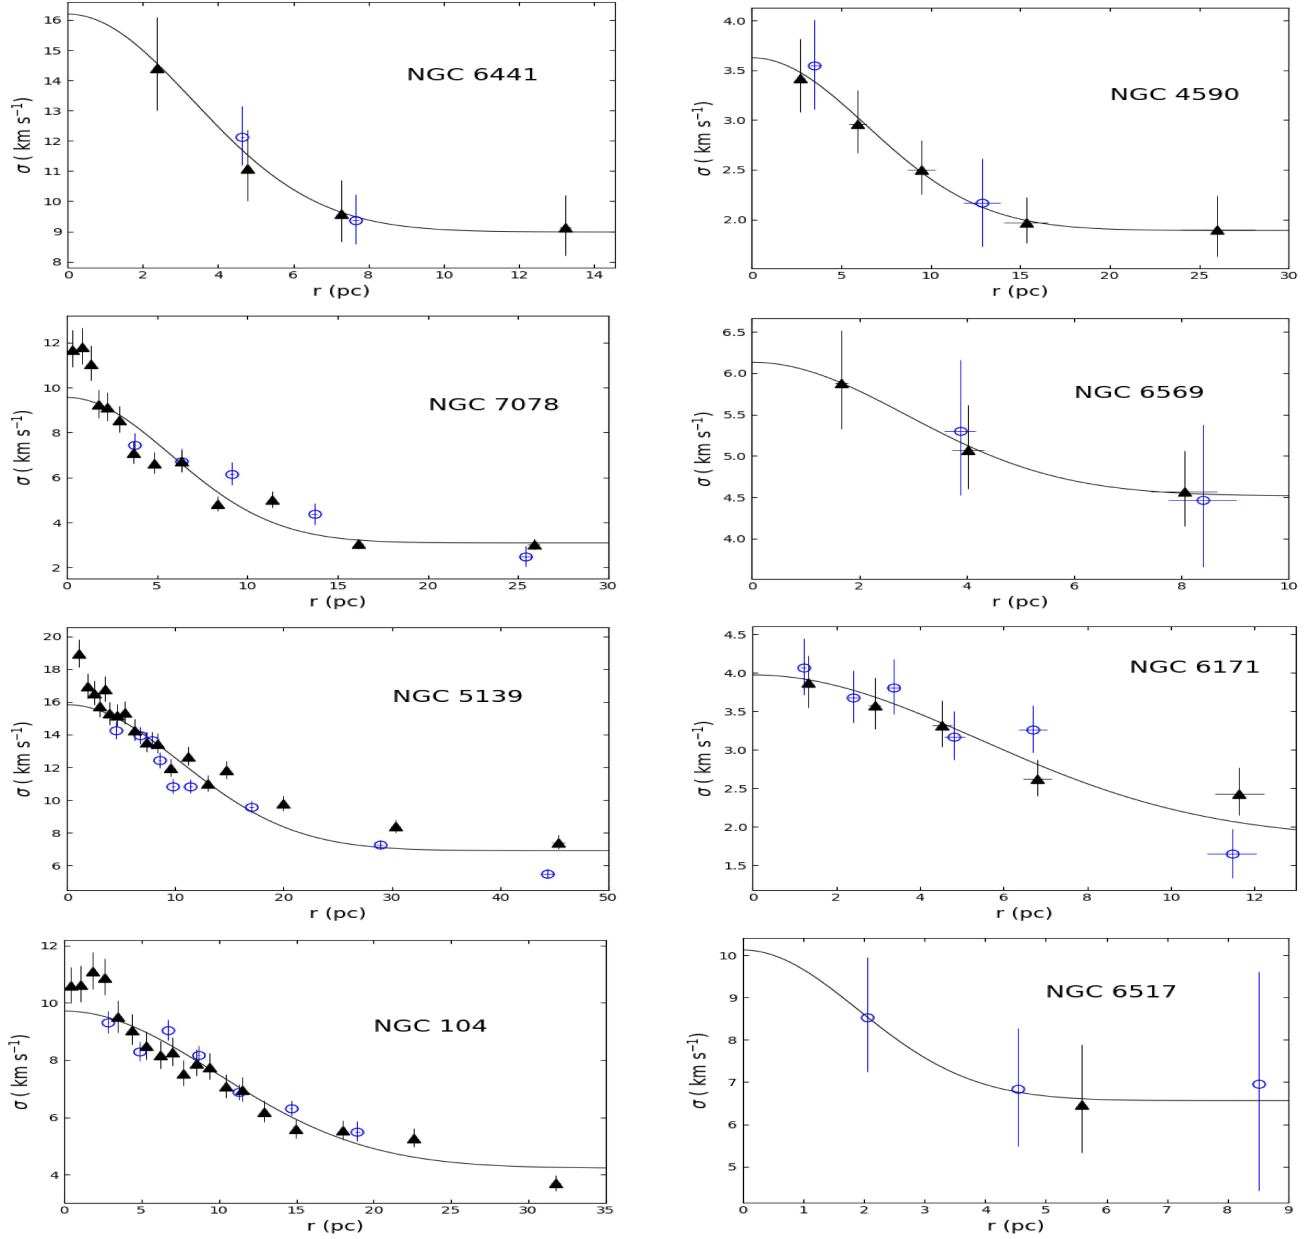 16
15
14
13
12
11
10
9
8
σ ( km s⁻¹)
NGC 6441
0 2 4 6 8 10 12 14
r (pc)
4.0
3.5
3.0
2.5
2.0
σ ( km s⁻¹)
NGC 4590
0 5 10 15 20 25 30
r (pc)
12
10
8
6
4
2
σ ( km s⁻¹)
NGC 7078
0 5 10 15 20 25 30
r (pc)
6.5
6.0
5.5
5.0
4.5
4.0
σ ( km s⁻¹)
NGC 6569
0 2 4 6 8 10
r (pc)
20
18
16
14
12
10
8
6
σ ( km s⁻¹)
NGC 5139
0 10 20 30 40 50
r (pc)
4.5
4.0
3.5
3.0
2.5
2.0
1.5
σ ( km s⁻¹)
NGC 6171
0 2 4 6 8 10 12
r (pc)
12
10
8
6
4
σ ( km s⁻¹)
NGC 104
0 5 10 15 20 25 30 35
r (pc)
10
9
8
7
6
5
σ ( km s⁻¹)
NGC 6517
0 1 2 3 4 5 6 7 8 9
r (pc)